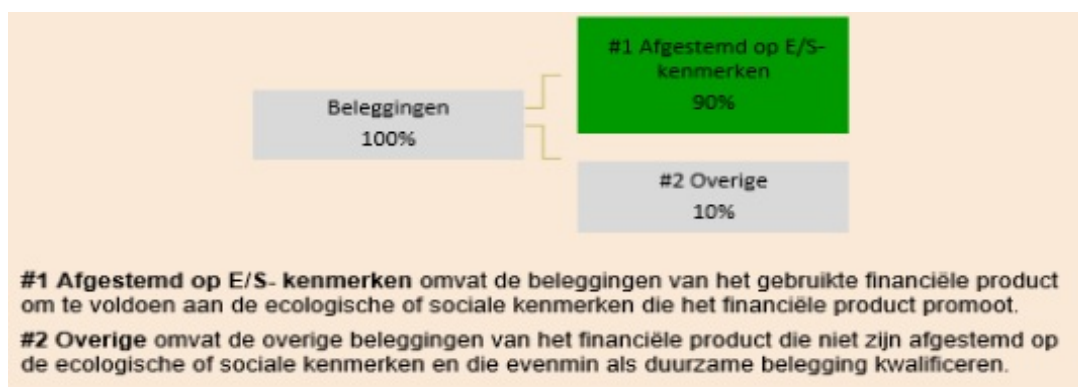 #1 Afgestemd op E/S-
kenmerken
90%
Beleggingen
100%
#2 Overige
10%
#1 Afgestemd op E/S- kenmerken omvat de beleggingen van het gebruikte financiële product
om te voldoen aan de ecologische of sociale kenmerken die het financiële product promoot.
#2 Overige omvat de overige beleggingen van het financiële product die niet zijn afgestemd op
de ecologische of sociale kenmerken en die evenmin als duurzame belegging kwalificeren.